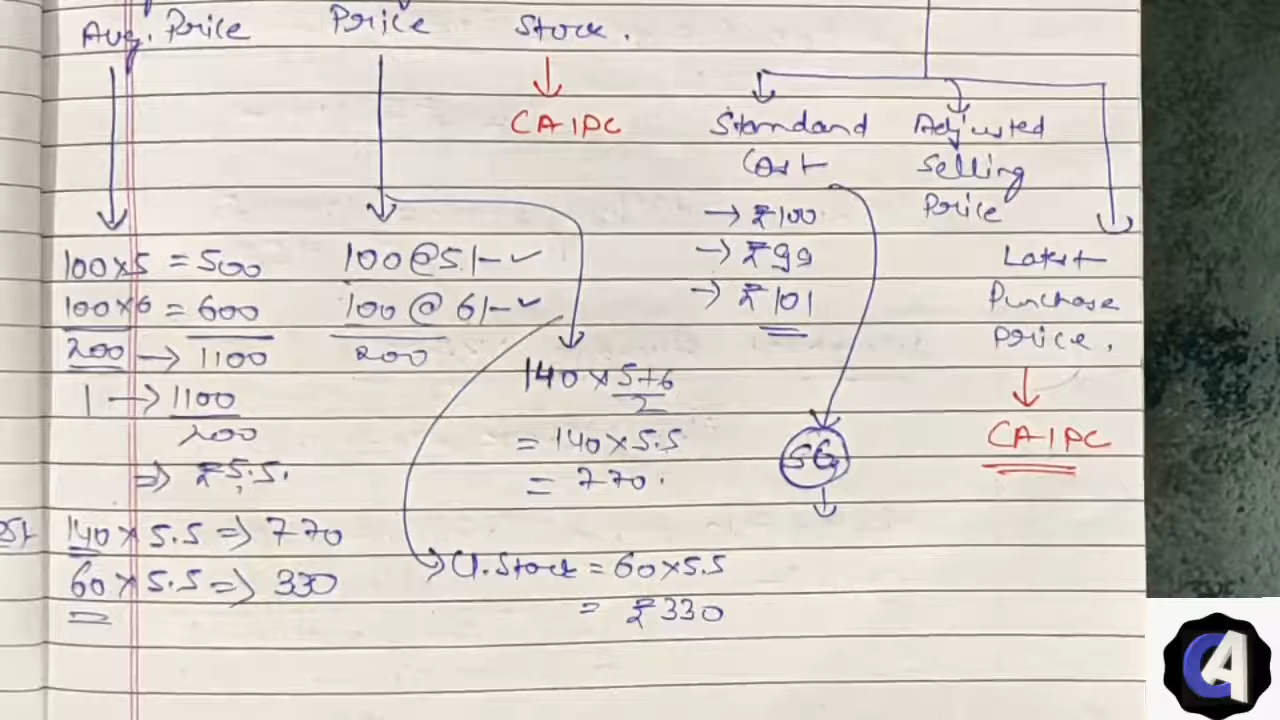 Avg. Price
Price
Stock.
CA IPC
Standard
Cost
→ ₹100
→ ₹99
→ ₹101
Adjusted
Selling
Price
Latest
Purchase
Price.
CA IPC
100×5 = 500
100×6 = 600
200 → 1100
1 → 1100
200
⇒ ₹5.5.
140×5.5 ⇒ 770
60×5.5 ⇒ 330
100@5/- ✓
100@6/- ✓
200
140×5+6
2
= 140×5.5
= 770.
Cl.Stock = 60×5.5
= ₹330
CA